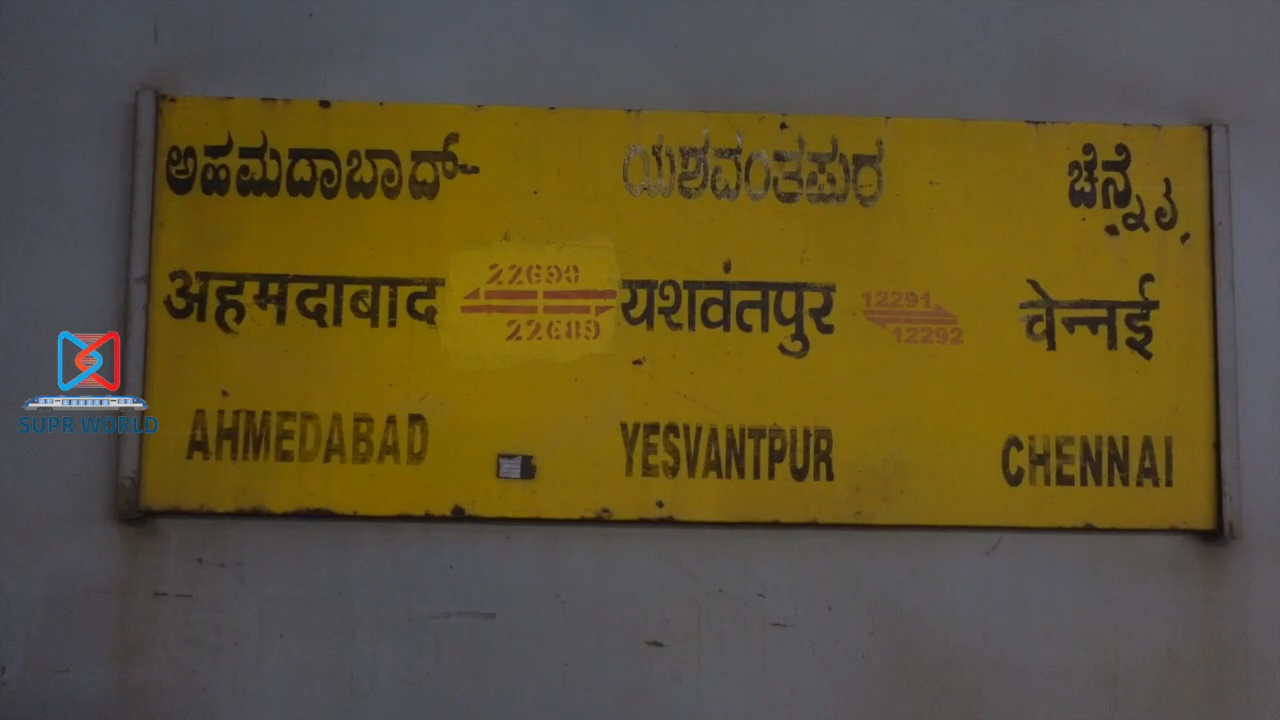 ಅಹಮದಾಬಾದ್ ಯಶವಂತಪುರ ಚೆನ್ನೈ
22690
अहमदाबाद यशवंतपुर 12291 चेन्नई
22689 12292
AHMEDABAD YESVANTPUR CHENNAI
SUPR WORLD